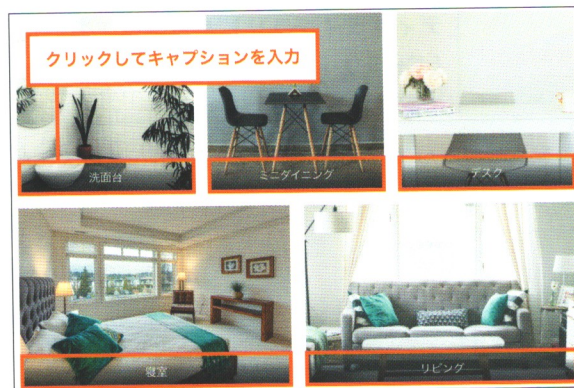 クリックしてキャプションを入力
洗面台
ミニダイニング
デスク
寝室
リビング